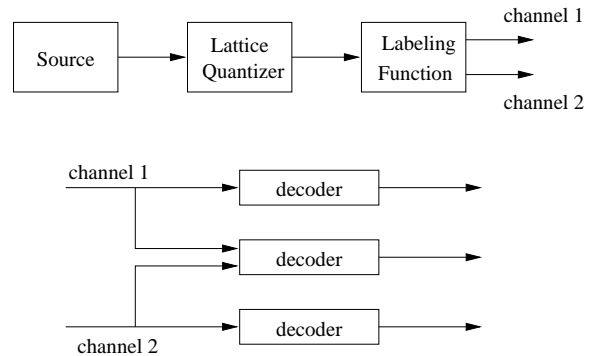 channel 1
Source
Lattice
Quantizer
Labeling
Function
channel 2
channel 1
decoder
decoder
decoder
channel 2